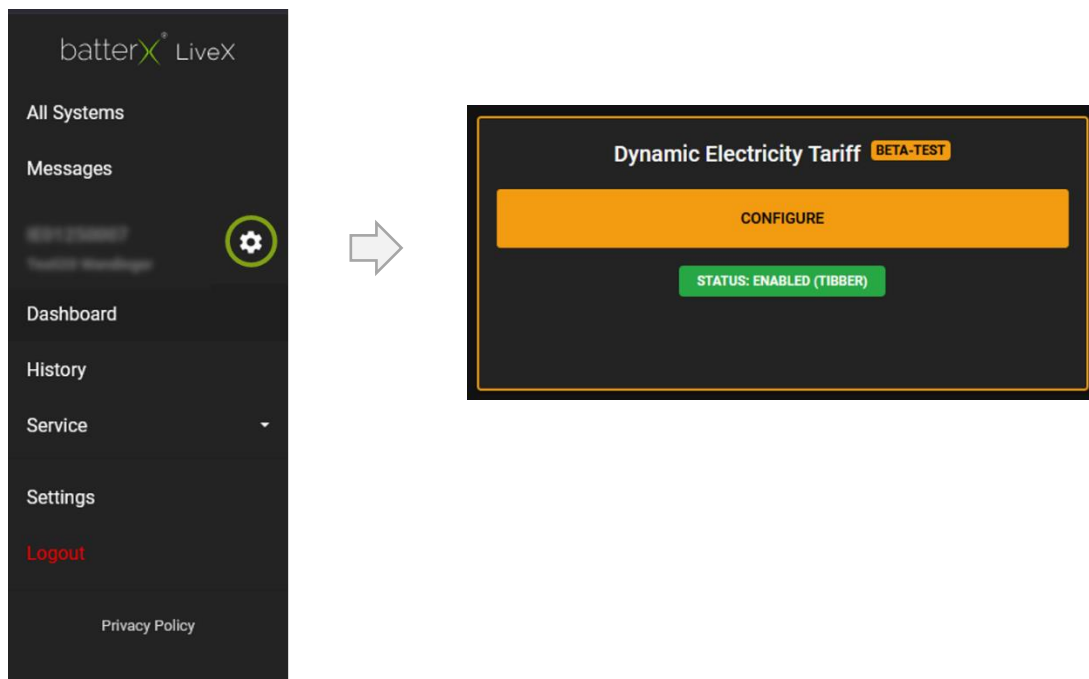 batterX® LiveX
All Systems
Messages
Dashboard
History
Service
Settings
Logout
Privacy Policy
Dynamic Electricity Tariff BETA-TEST
CONFIGURE
STATUS: ENABLED (TIBBER)